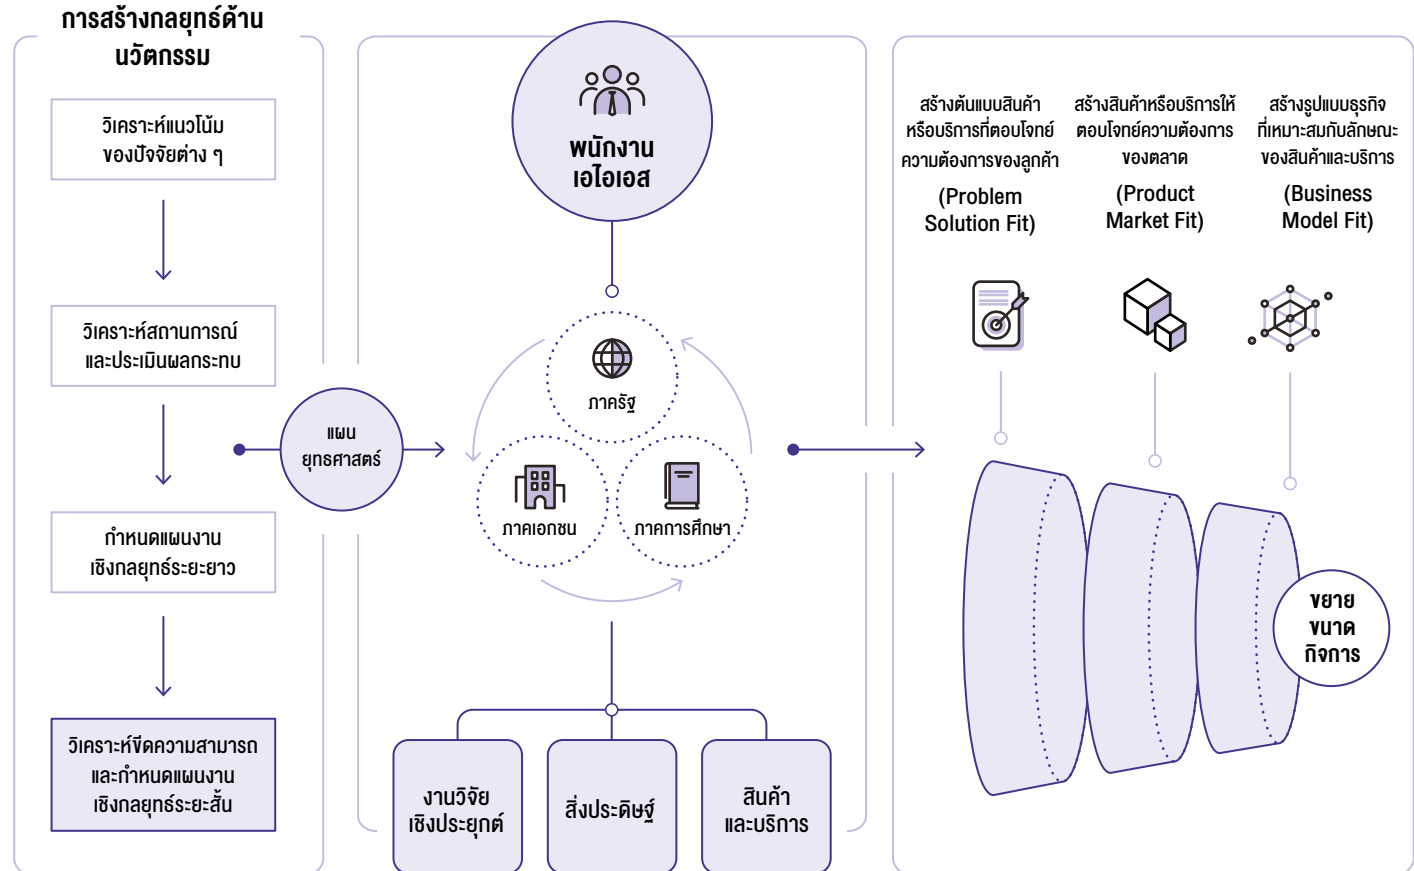 การสร้างกลยุทธ์ด้าน
นวัตกรรม
วิเคราะห์แนวโน้ม
ของปัจจัยต่าง ๆ
วิเคราะห์สถานการณ์
และประเมินผลกระทบ
กำหนดแผนงาน
เชิงกลยุทธ์ระยะยาว
วิเคราะห์ขีดความสามารถ
และกำหนดแผนงาน
เชิงกลยุทธ์ระยะสั้น
แผน
ยุทธศาสตร์
พนักงาน
เอไอเอส
ภาครัฐ
ภาคเอกชน
ภาคการศึกษา
งานวิจัย
เชิงประยุกต์
สิ่งประดิษฐ์
สินค้า
และบริการ
สร้างต้นแบบสินค้า
หรือบริการที่ตอบโจทย์
ความต้องการของลูกค้า
(Problem
Solution Fit)
สร้างสินค้าหรือบริการให้
ตอบโจทย์ความต้องการ
ของตลาด
(Product
Market Fit)
สร้างรูปแบบธุรกิจ
ที่เหมาะสมกับลักษณะ
ของสินค้าและบริการ
(Business
Model Fit)
ขยาย
ขนาด
กิจการ